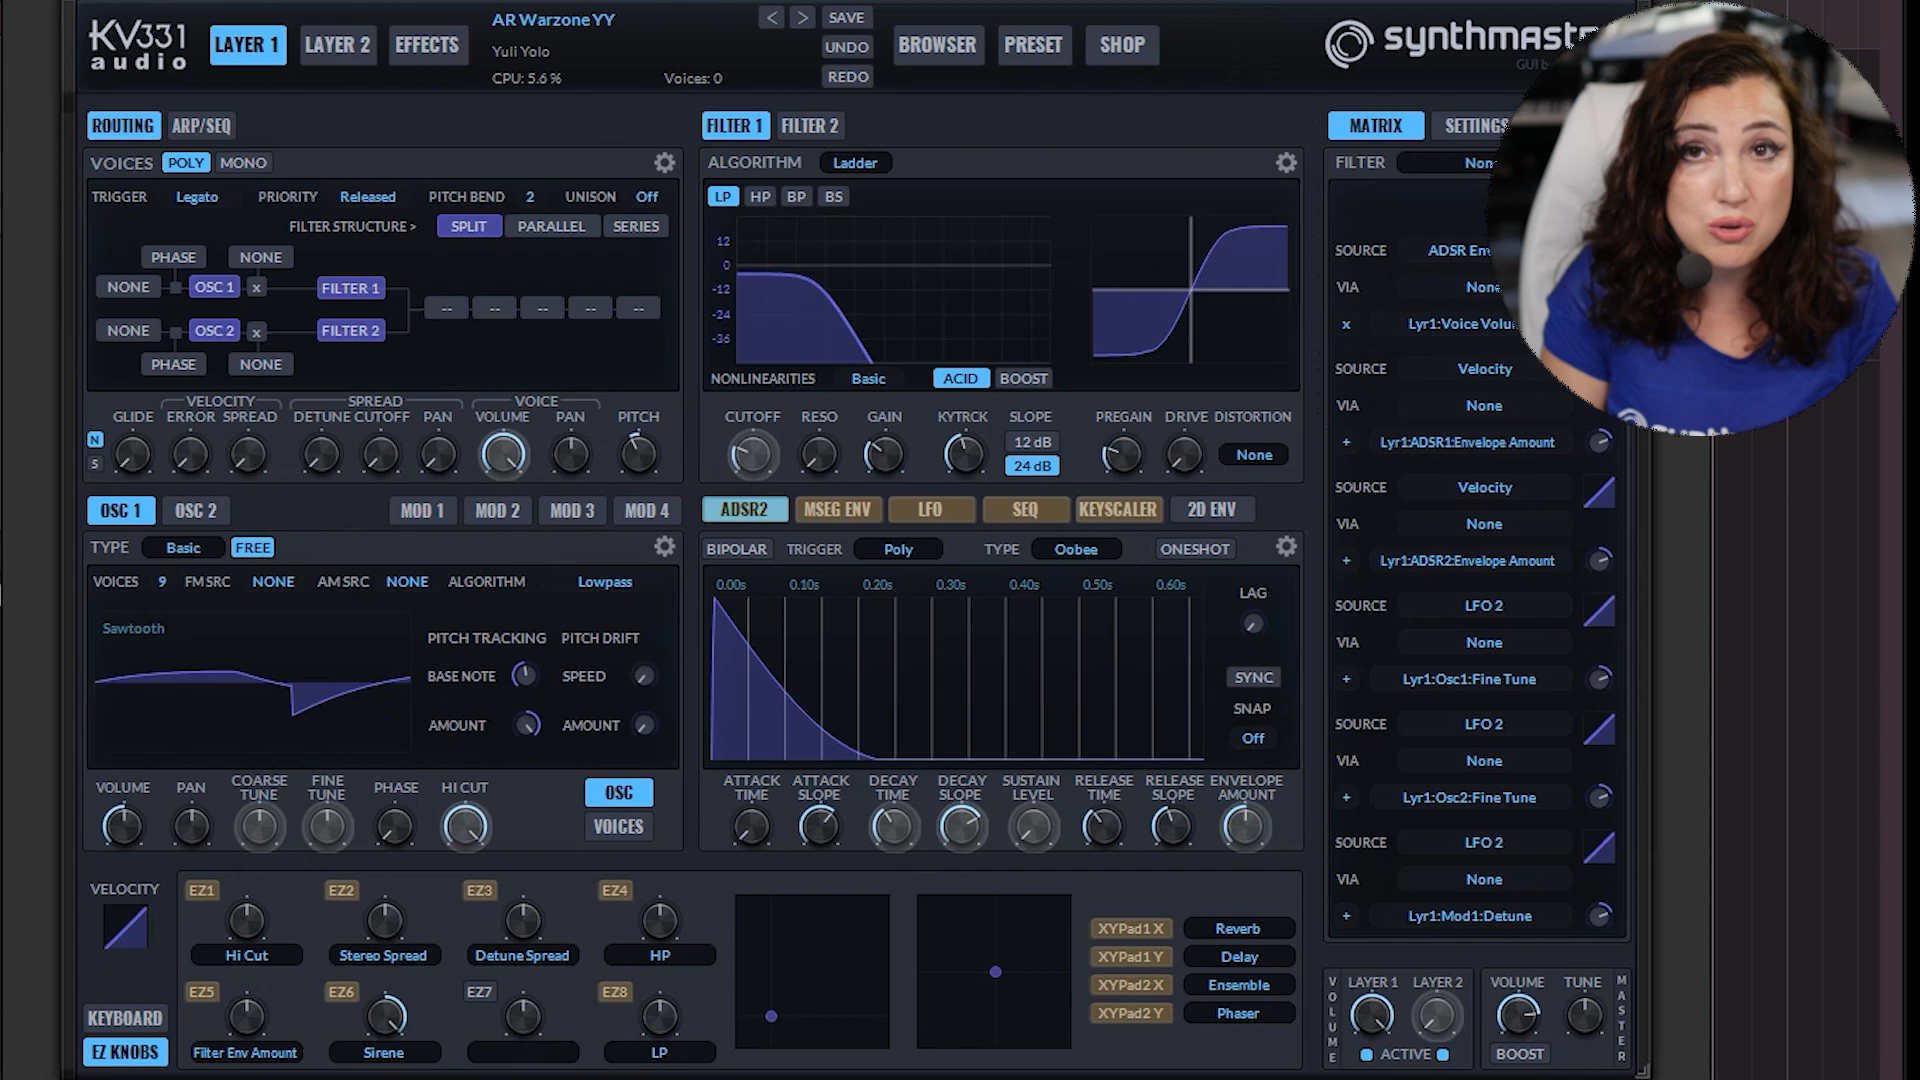 KV331
audio
LAYER 1
LAYER 2
EFFECTS
AR Warzone YY
Yuli Yolo
CPU: 5.6 %
Voices: 0
<
>
SAVE
UNDO
REDO
BROWSER
PRESET
SHOP
GUI
ROUTING
ARP/SEQ
VOICES
POLY
MONO
TRIGGER
Legato
PRIORITY
Released
PITCH BEND
2
UNISON
Off
FILTER STRUCTURE >
SPLIT
PARALLEL
SERIES
PHASE
NONE
NONE
OSC 1
x
FILTER 1
-- -- -- -- --
NONE
OSC 2
x
FILTER 2
PHASE
NONE
VELOCITY
SPREAD
VOICE
GLIDE
ERROR
SPREAD
DETUNE
CUTOFF
PAN
VOLUME
PAN
PITCH
N
S
FILTER 1
FILTER 2
ALGORITHM
Ladder
LP
HP
BP
BS
12
0
-12
-24
-36
NONLINEARITIES
Basic
ACID
BOOST
CUTOFF
RESO
GAIN
KYTRCK
SLOPE
PREGAIN
DRIVE
DISTORTION
12 dB
24 dB
None
OSC 1
OSC 2
MOD 1
MOD 2
MOD 3
MOD 4
TYPE
Basic
FREE
VOICES
9
FM SRC
NONE
AM SRC
NONE
ALGORITHM
Lowpass
Sawtooth
PITCH TRACKING
PITCH DRIFT
BASE NOTE
SPEED
AMOUNT
AMOUNT
VOLUME
PAN
COARSE
TUNE
FINE
TUNE
PHASE
HI CUT
OSC
VOICES
ADSR2
MSEG ENV
LFO
SEQ
KEYSCALER
2D ENV
BIPOLAR
TRIGGER
Poly
TYPE
Oobee
ONESHOT
0.00s
0.10s
0.20s
0.30s
0.40s
0.50s
0.60s
LAG
SYNC
SNAP
Off
ATTACK
TIME
ATTACK
SLOPE
DECAY
TIME
DECAY
SLOPE
SUSTAIN
LEVEL
RELEASE
TIME
RELEASE
SLOPE
ENVELOPE
AMOUNT
MATRIX
SETTINGS
FILTER
SOURCE
ADSR
VIA
x
Lyr1:Voice
SOURCE
Velocity
VIA
None
+
Lyr1:ADSR1:Envelope Amount
SOURCE
Velocity
VIA
None
+
Lyr1:ADSR2:Envelope Amount
SOURCE
LFO 2
VIA
None
+
Lyr1:Osc1:Fine Tune
SOURCE
LFO 2
VIA
None
+
Lyr1:Osc2:Fine Tune
SOURCE
LFO 2
VIA
None
+
Lyr1:Mod1:Detune
VELOCITY
KEYBOARD
EZ KNOBS
EZ1
Hi Cut
EZ2
Stereo Spread
EZ3
Detune Spread
EZ4
HP
EZ5
Filter Env Amount
EZ6
Sirene
EZ7
EZ8
LP
XYPad1 X
Reverb
XYPad1 Y
Delay
XYPad2 X
Ensemble
XYPad2 Y
Phaser
VOLUME
LAYER 1
LAYER 2
ACTIVE
VOLUME
TUNE
BOOST
MASTER